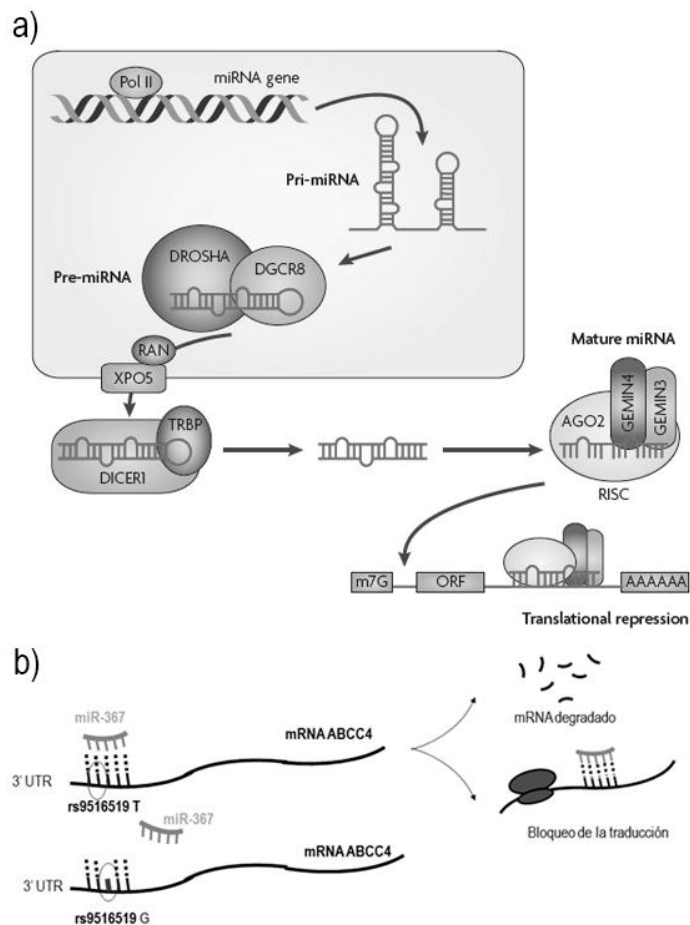 a)
Pol II
miRNA gene
Pri-miRNA
DROSHA
DGCR8
Pre-miRNA
RAN
XPO5
Mature miRNA
TRBP
DICER1
AGO2
GEMIN4
GEMIN3
RISC
m7G
ORF
AAAAAA
Translational repression
b)
miR-367
mRNA ABCC4
3' UTR
rs9516519 T
mRNA degradado
miR-367
mRNA ABCC4
3' UTR
rs9516519 G
Bloqueo de la traducción